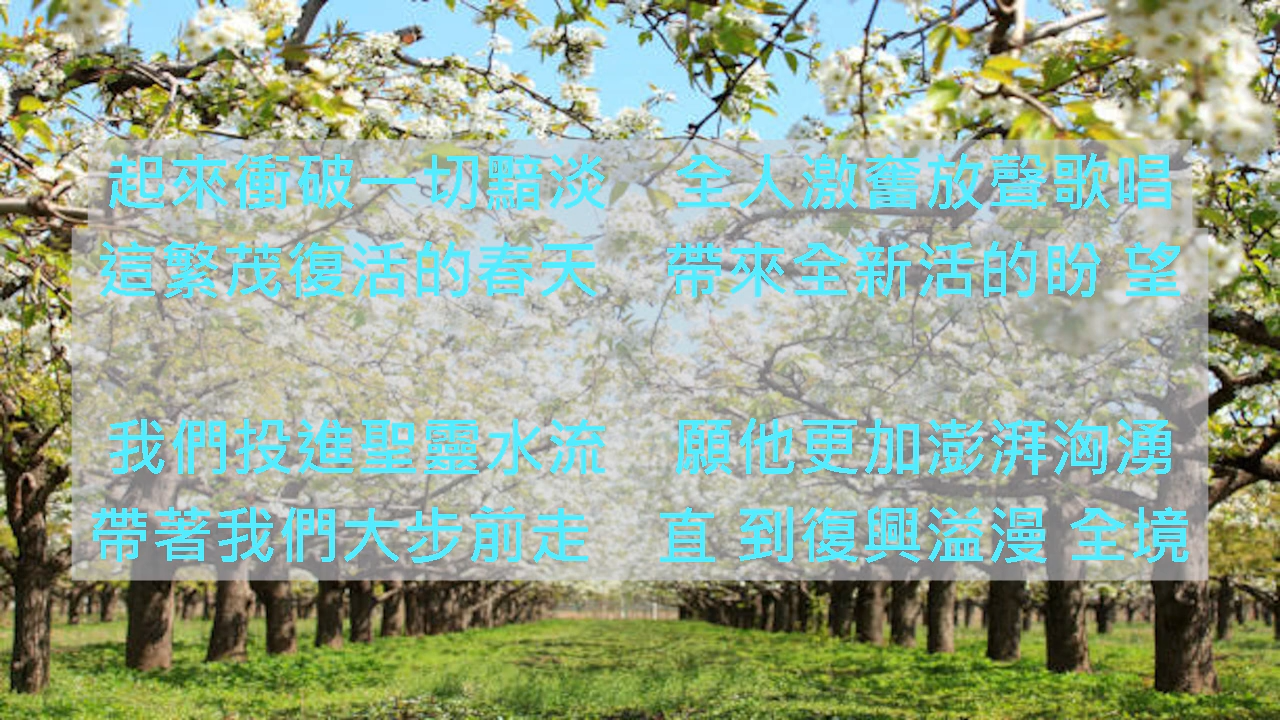 起來衝破一切黯淡 全人激奮放聲歌唱
這繁茂復活的春天 帶來全新活的盼 望
我們投進聖靈水流 願他更加澎湃洶湧
帶著我們大步前走 直 到復興溢漫 全境